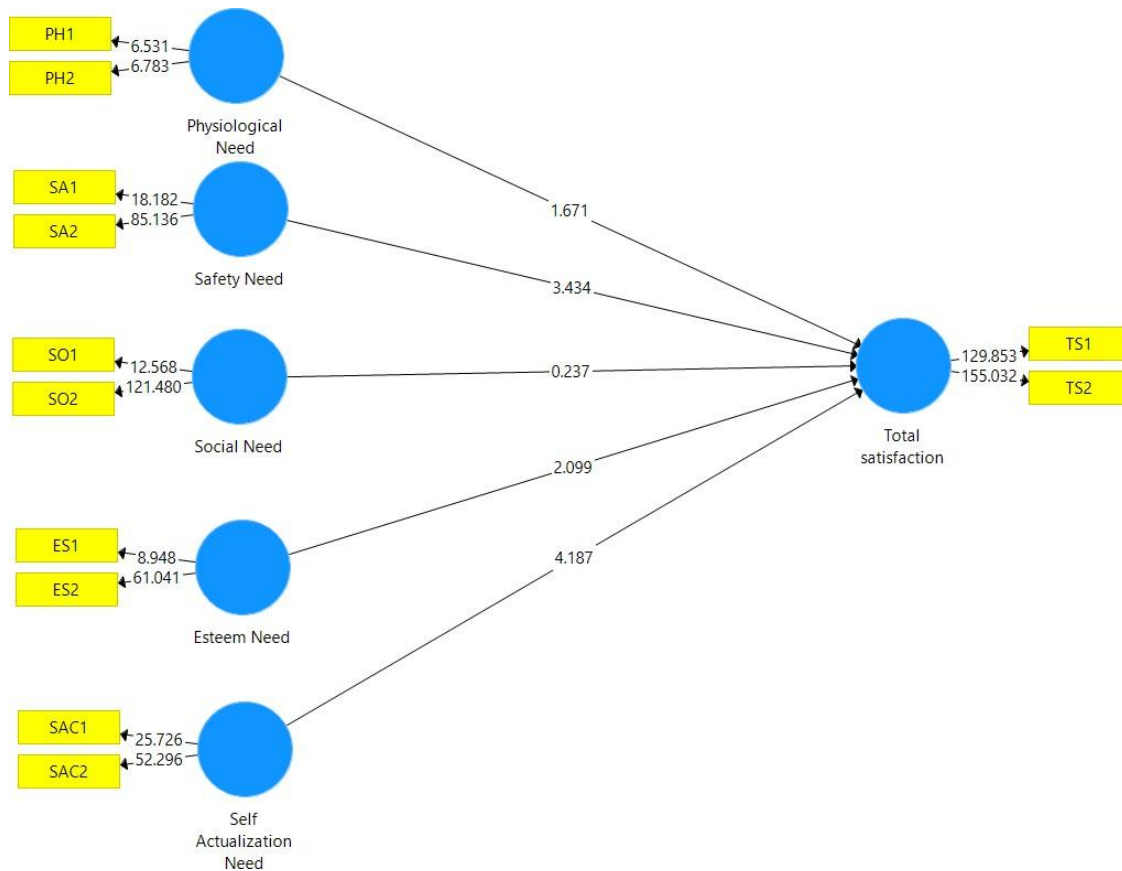 PH1
6.531
PH2
6.783
Physiological
Need
1.671
SA1
18.182
SA2
85.136
Safety Need
3.434
SO1
12.568
SO2
121.480
Social Need
0.237
129.853
TS1
155.032
TS2
Total
satisfaction
2.099
ES1
8.948
ES2
61.041
Esteem Need
4.187
SAC1
25.726
SAC2
52.296
Self
Actualization
Need